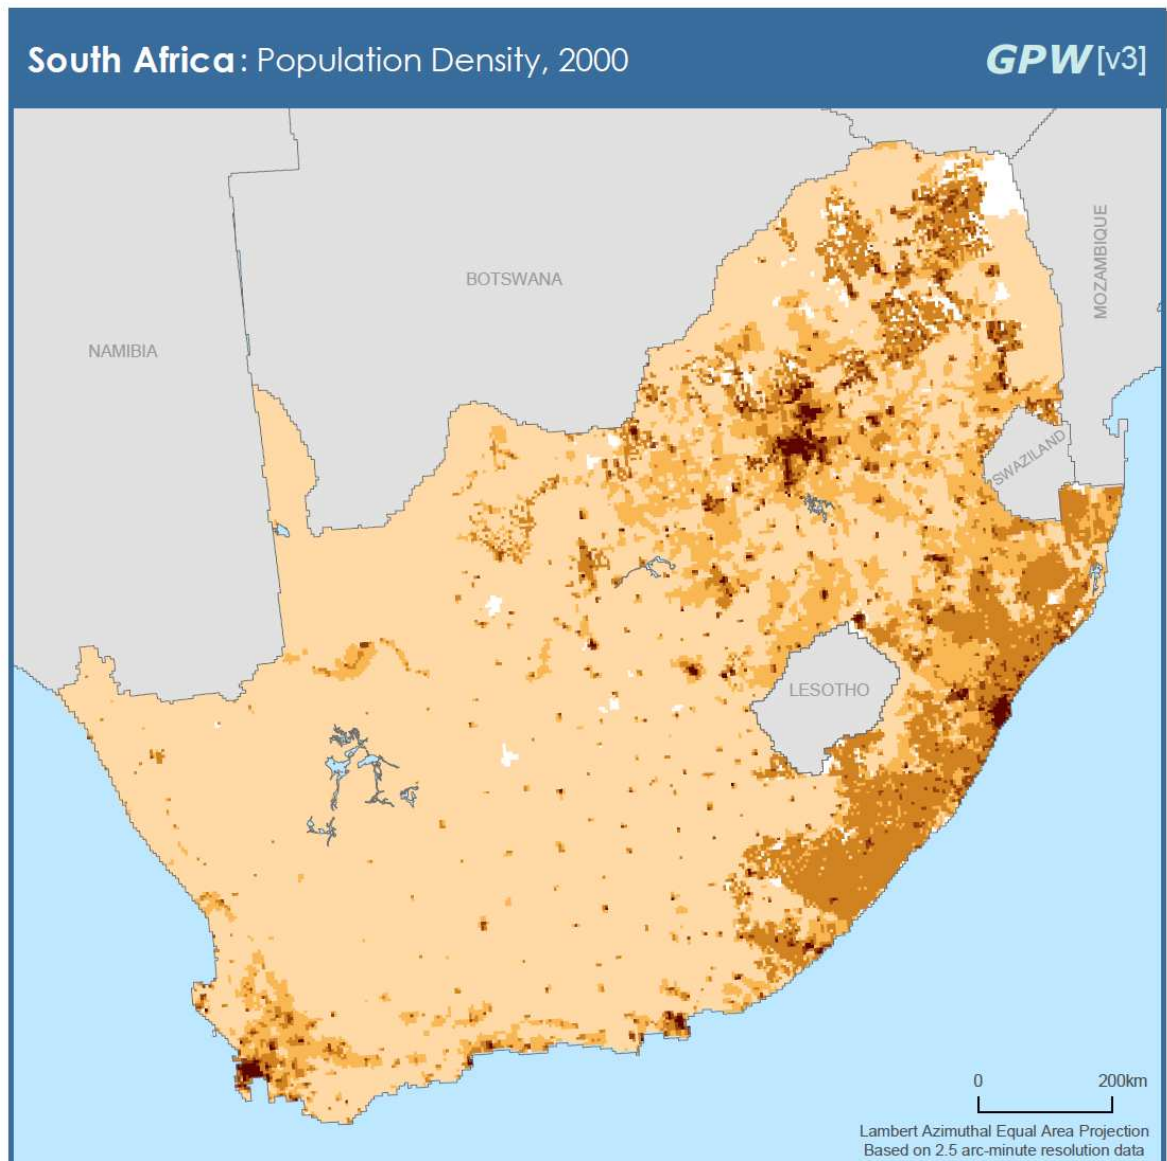 South Africa: Population Density, 2000
GPW[v3]
NAMIBIA
BOTSWANA
MOZAMBIQUE
SWAZILAND
LESOTHO
0 200km
Lambert Azimuthal Equal Area Projection
Based on 2.5 arc-minute resolution data